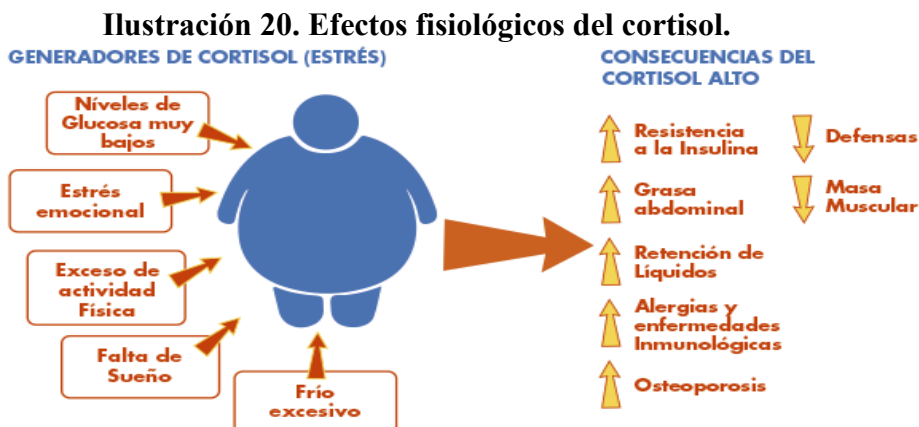 Ilustración 20. Efectos fisiológicos del cortisol.
GENERADORES DE CORTISOL (ESTRÉS)
Níveles de
Glucosa muy
bajos
Estrés
emocional
Exceso de
actividad
Física
Falta de
Sueño
Frío
excesivo
CONSECUENCIAS DEL
CORTISOL ALTO
Resistencia
a la Insulina
Grasa
abdominal
Retención de
Líquidos
Alergias y
enfermedades
Inmunológicas
Osteoporosis
Defensas
Masa
Muscular